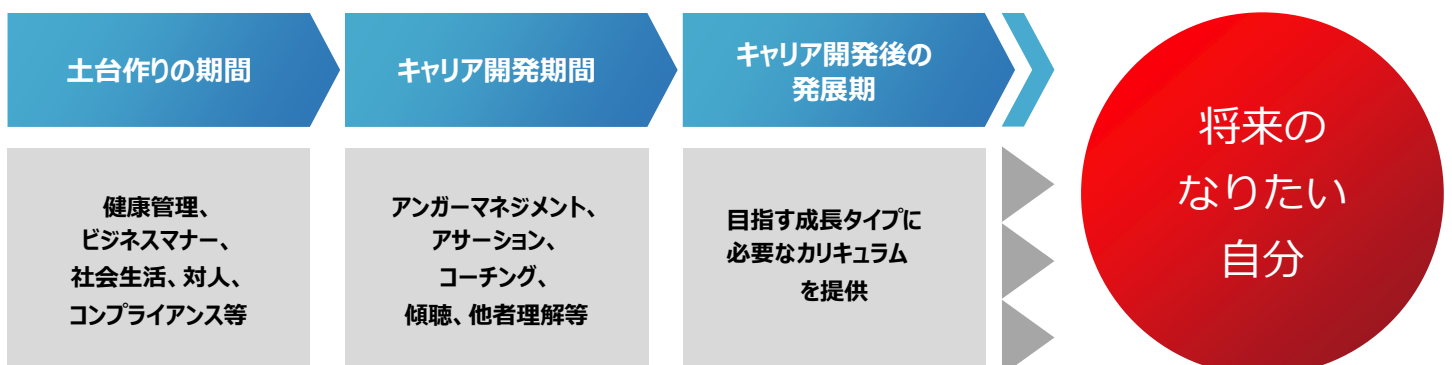 土台作りの期間
キャリア開発期間
キャリア開発後の
発展期
健康管理、
ビジネスマナー、
社会生活、対人、
コンプライアンス等
アンガーマネジメント、
アサーション、
コーチング、
傾聴、他者理解等
目指す成長タイプに
必要なカリキュラム
を提供
将来の
なりたい
自分